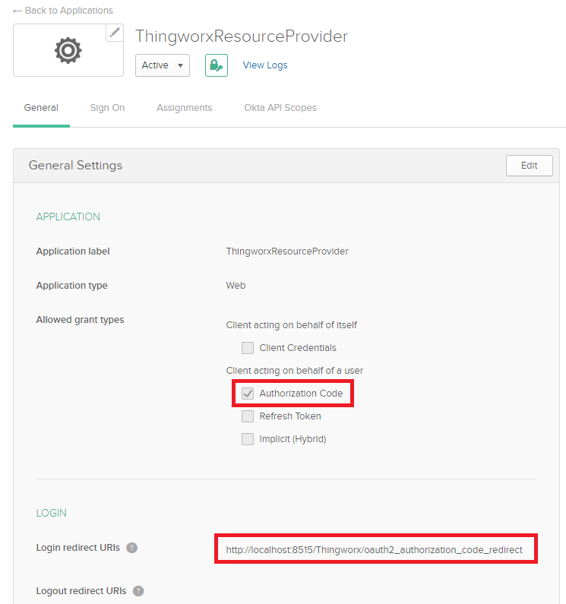 ← Back to Applications
ThingworxResourceProvider
Active ▼
View Logs
General Sign On Assignments Okta API Scopes
General Settings Edit
APPLICATION
Application label ThingworxResourceProvider
Application type Web
Allowed grant types
Client acting on behalf of itself
Client Credentials
Client acting on behalf of a user
Authorization Code
Refresh Token
Implicit (Hybrid)
LOGIN
Login redirect URIs ? http://localhost:8515/Thingworx/oauth2_authorization_code_redirect
Logout redirect URIs ?